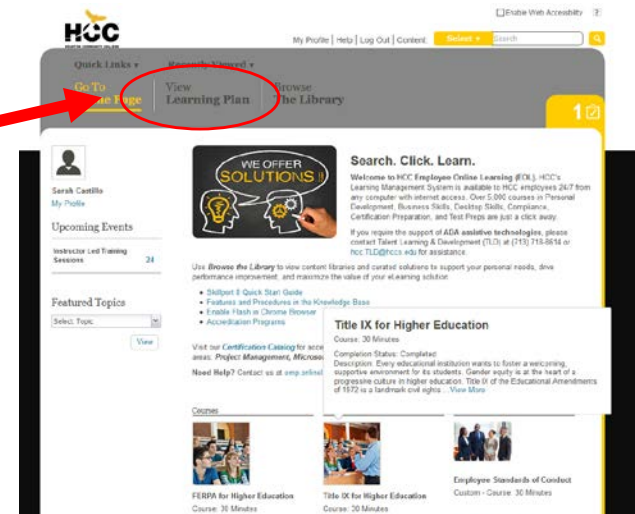 Enable Web Accessiblity ?
HCC
HOUSTON COMMUNITY COLLEGE
My Profile | Help | Log Out | Content: Select Search
Quick Links Recently Viewed
Go To View Browse
Page Learning Plan The Library
1
WE OFFER
SOLUTIONS !!
Search. Click. Learn.
Welcome to HCC Employee Online Learning (EOL). HCC's
Learning Management System is available to HCC employees 24/7 from
any computer with internet access. Over 5,000 courses in Personal
Development, Business Skills, Desktop Skills, Compliance,
Certification Preparation, and Test Preps are just a click away.
If you require the support of ADA assistive technologies, please
contact Talent Learning & Development (TLD) at (713) 718-8614 or
hcc.TLD@hccs.edu for assistance.
Sarah Castillo
My Profile
Upcoming Events
Instructor Led Training
Sessions 24
Featured Topics
Select Topic
View
Use Browse the Library to view content libraries and curated solutions to support your personal needs, drive
performance improvement, and maximize the value of your eLearning solution
• Skillport 8 Quick Start Guide
• Features and Procedures in the Knowledge Base
• Enable Flash in Chrome Browser
• Accreditation Programs
Visit our Certification Catalog for acce
areas: Project Management, Microso
Need Help? Contact us at
Title IX for Higher Education
Course: 30 Minutes
Completion Status: Completed
Description: Every educational institution wants to foster a welcoming,
supportive environment for its students. Gender equity is at the heart of a
progressive culture in higher education. Title IX of the Educational Amendments
of 1972 is a landmark civil rights ... View More
Courses
FERPA for Higher Education
Course: 30 Minutes
Title IX for Higher Education
Course: 30 Minutes
Employee Standards of Conduct
Custom - Course: 30 Minutes